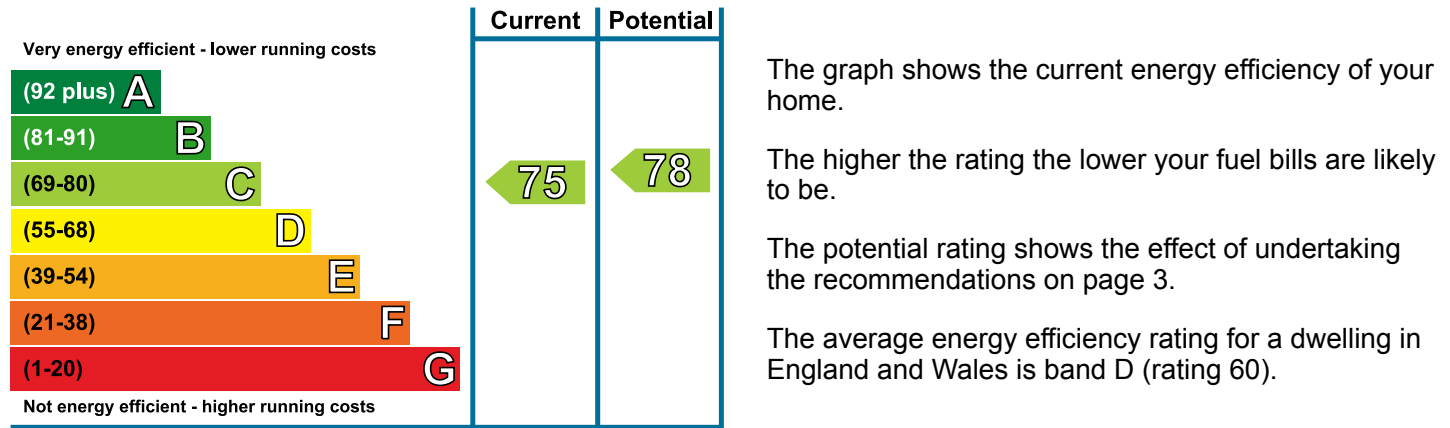 Current Potential
Very energy efficient - lower running costs
(92 plus) A
(81-91) B
(69-80) C
75 78
(55-68) D
(39-54) E
(21-38) F
(1-20) G
Not energy efficient - higher running costs
The graph shows the current energy efficiency of your
home.
The higher the rating the lower your fuel bills are likely
to be.
The potential rating shows the effect of undertaking
the recommendations on page 3.
The average energy efficiency rating for a dwelling in
England and Wales is band D (rating 60).